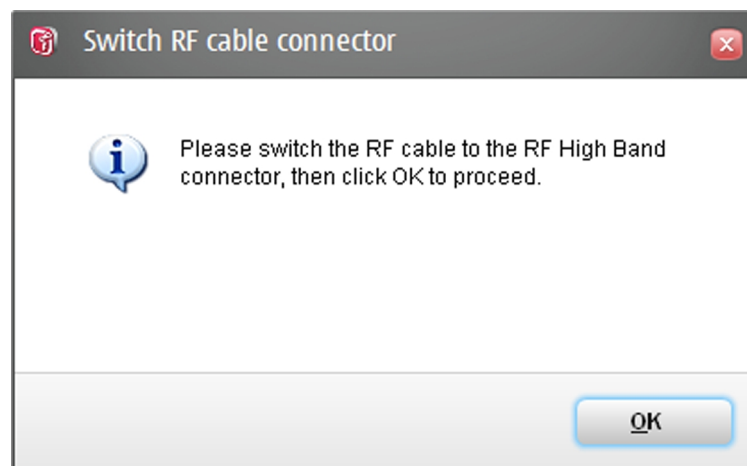 Switch RF cable connector
Please switch the RF cable to the RF High Band
connector, then click OK to proceed.
OK